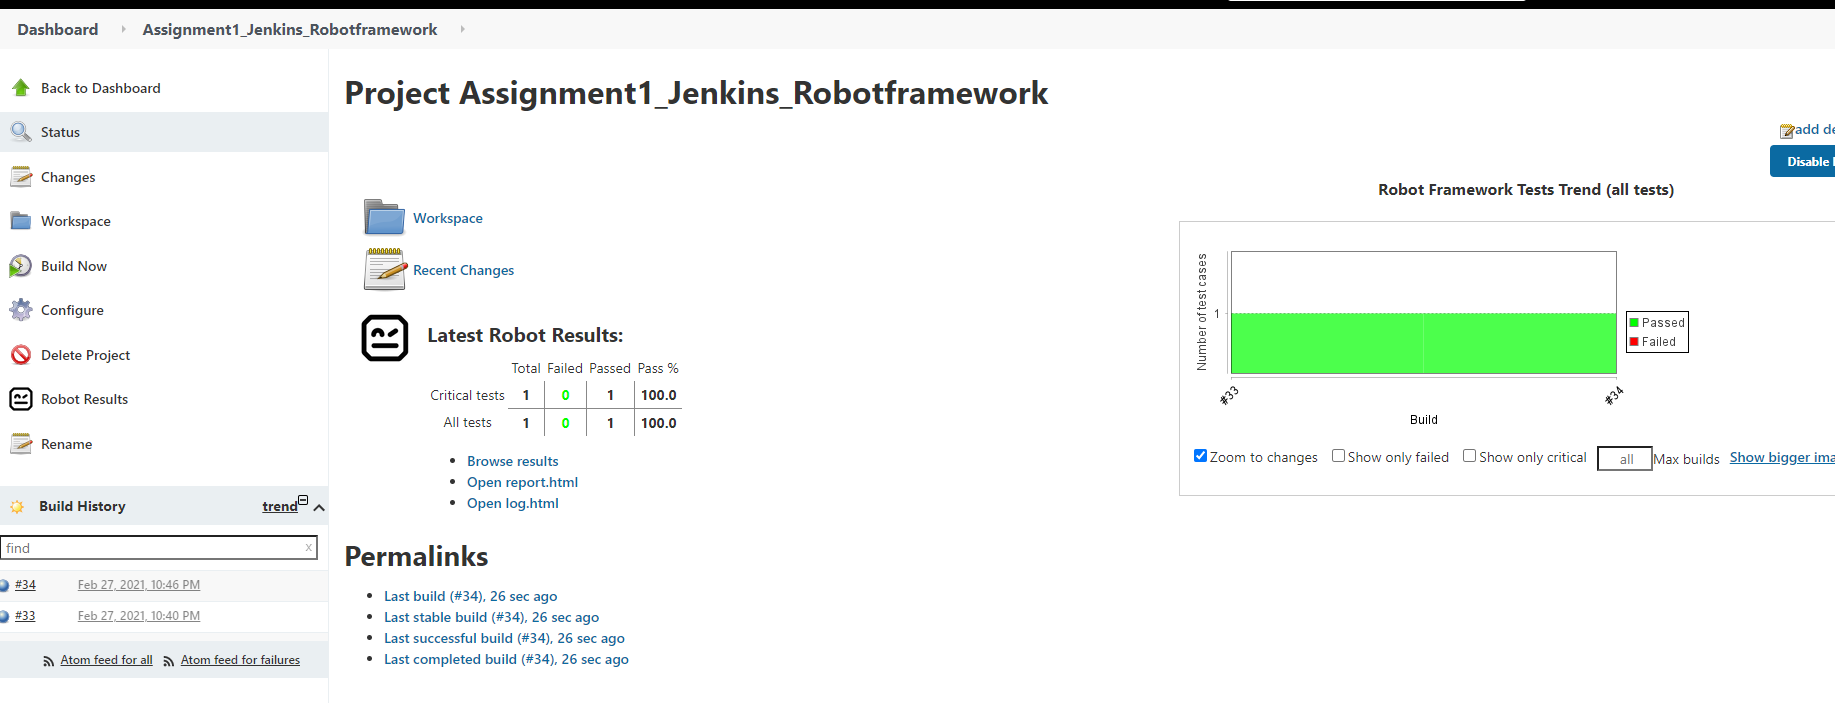 Dashboard
Assignment1_Jenkins_Robotframework
Back to Dashboard
Status
Changes
Workspace
Build Now
Configure
Delete Project
Robot Results
Rename
Build History
trend
find
x
#34
Feb 27, 2021, 10:46 PM
#33
Feb 27, 2021, 10:40 PM
Atom feed for all
Atom feed for failures
Project Assignment1_Jenkins_Robotframework
add de
Disable
Workspace
Recent Changes
Latest Robot Results:
Total Failed Passed Pass %
Critical tests 1 0 1 100.0
All tests 1 0 1 100.0
Browse results
Open report.html
Open log.html
Permalinks
Last build (#34), 26 sec ago
Last stable build (#34), 26 sec ago
Last successful build (#34), 26 sec ago
Last completed build (#34), 26 sec ago
Robot Framework Tests Trend (all tests)
Number of test cases
1
#33
#34
Build
Passed
Failed
Zoom to changes
Show only failed
Show only critical
all
Max builds
Show bigger ima